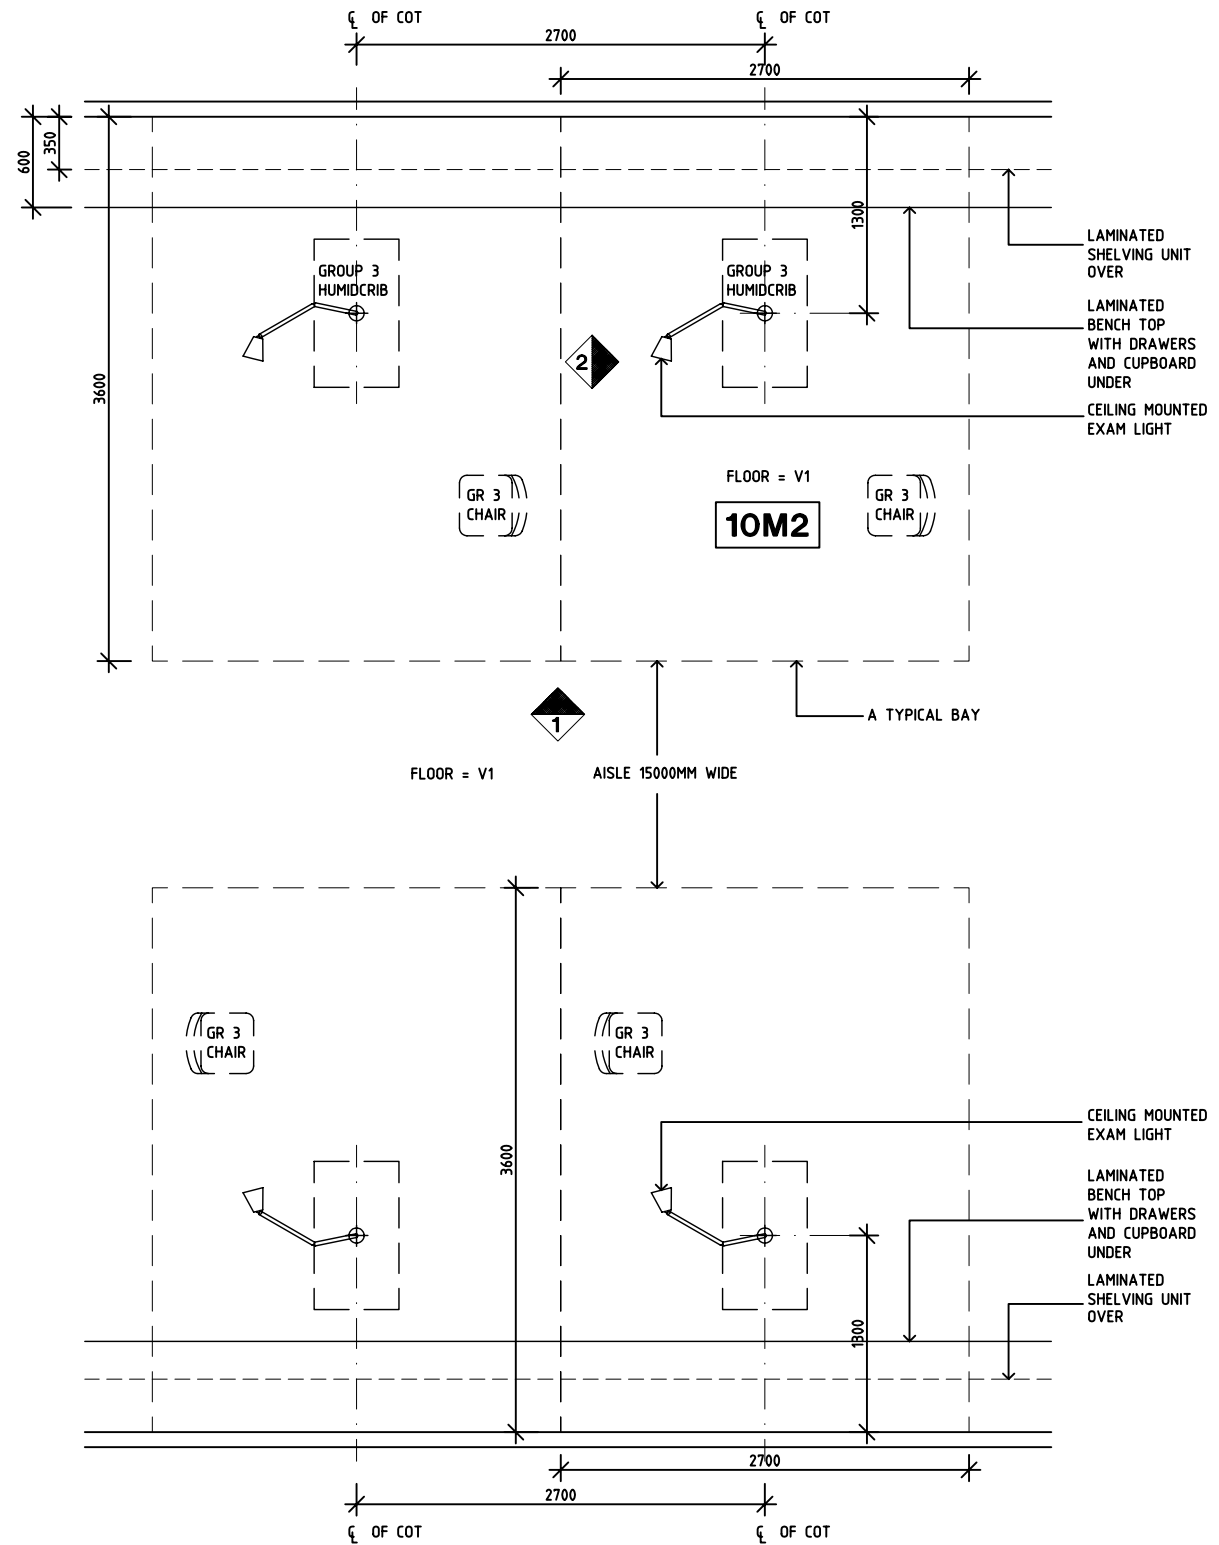 ℄ OF COT
℄ OF COT
2700
2700
600
350
3600
1300
LAMINATED
SHELVING UNIT
OVER
GROUP 3
HUMIDCRIB
GROUP 3
HUMIDCRIB
LAMINATED
BENCH TOP
WITH DRAWERS
AND CUPBOARD
UNDER
2
CEILING MOUNTED
EXAM LIGHT
FLOOR = V1
GR 3
CHAIR
10M2
GR 3
CHAIR
1
A TYPICAL BAY
FLOOR = V1
AISLE 15000MM WIDE
GR 3
CHAIR
GR 3
CHAIR
3600
CEILING MOUNTED
EXAM LIGHT
LAMINATED
BENCH TOP
WITH DRAWERS
AND CUPBOARD
UNDER
LAMINATED
SHELVING UNIT
OVER
1300
2700
2700
℄ OF COT
℄ OF COT